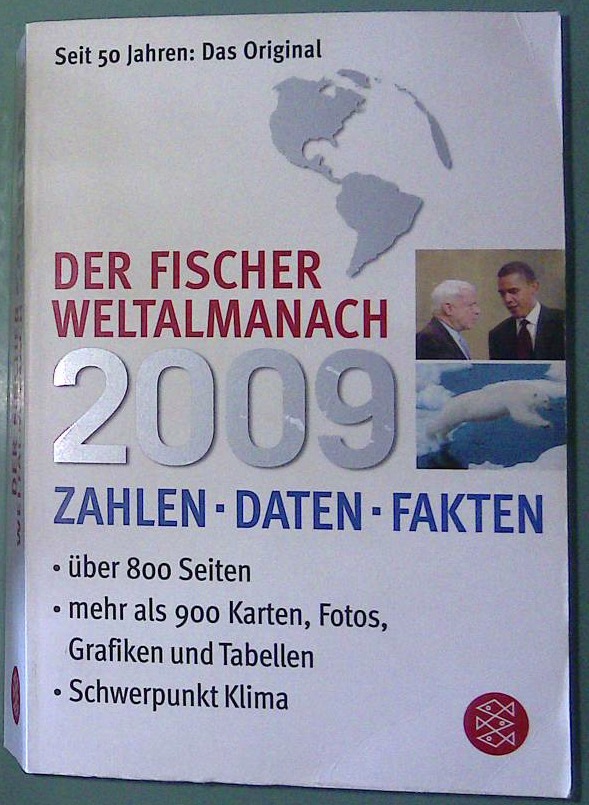 Seit 50 Jahren: Das Original
DER FISCHER
WELTALMANACH
2009
ZAHLEN · DATEN · FAKTEN
• über 800 Seiten
• mehr als 900 Karten, Fotos,
Grafiken und Tabellen
• Schwerpunkt Klima